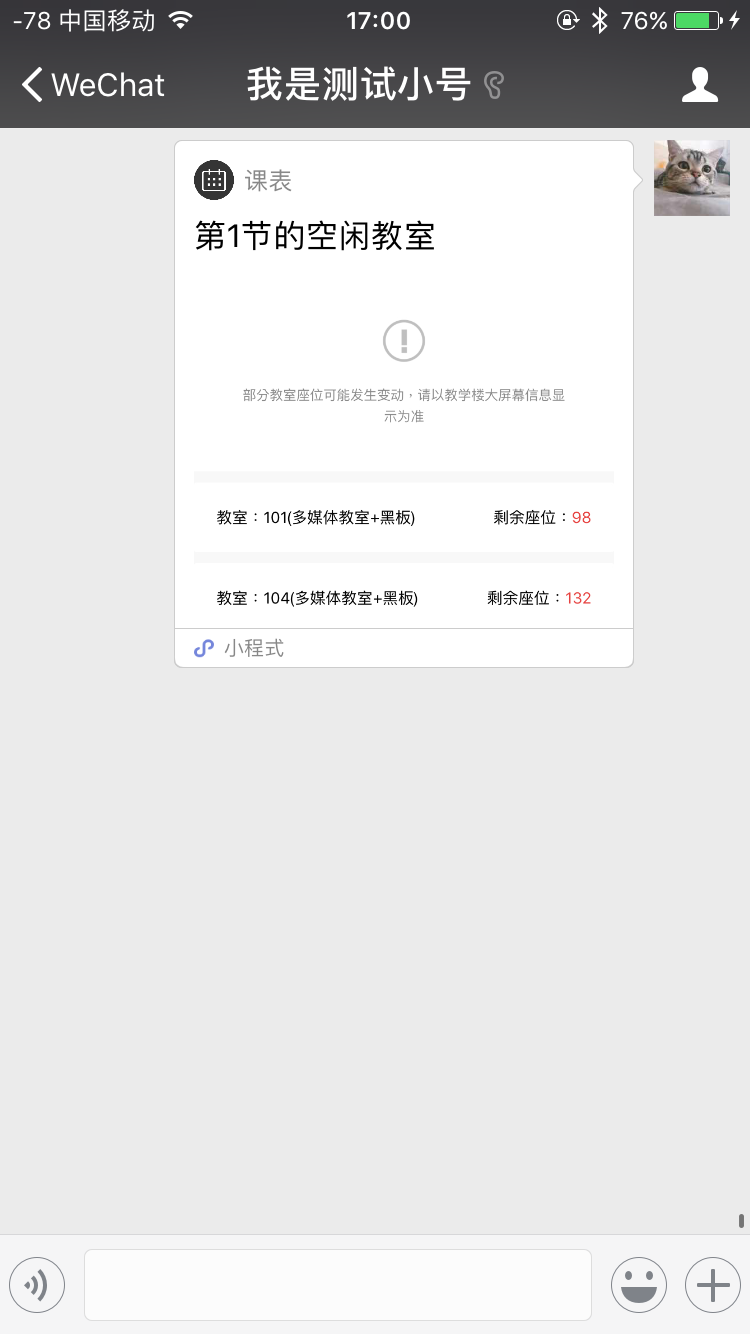 -78 中国移动 17:00 76%
WeChat 我是测试小号
课表
第1节的空闲教室
部分教室座位可能发生变动，请以教学楼大屏幕信息显
示为准
教室：101(多媒体教室+黑板) 剩余座位：98
教室：104(多媒体教室+黑板) 剩余座位：132
小程式